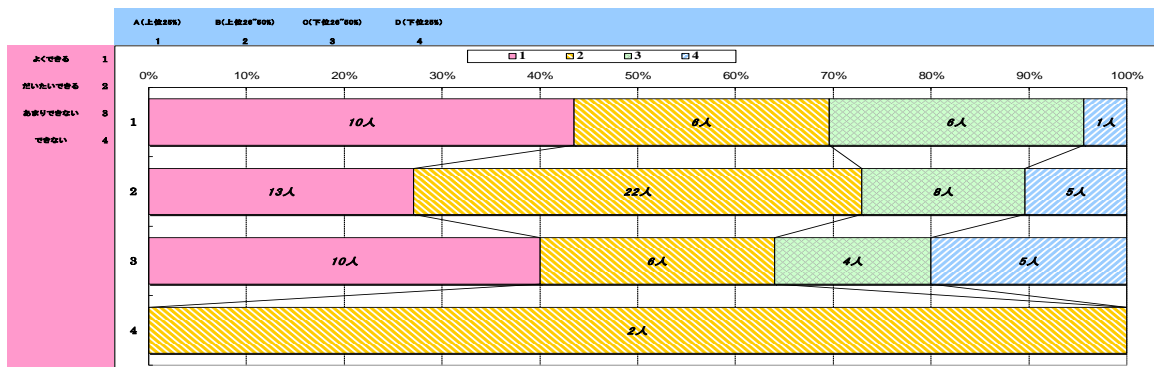 A(上位25%) B(上位26~50%) C(下位26~50%) D(下位25%)
1 2 3 4
よくできる 1
だいたいできる 2
あまりできない 3
できない 4
1 2 3 4
0% 10% 20% 30% 40% 50% 60% 70% 80% 90% 100%
1 10人 6人 6人 1人
2 13人 22人 8人 5人
3 10人 6人 4人 5人
4 2人